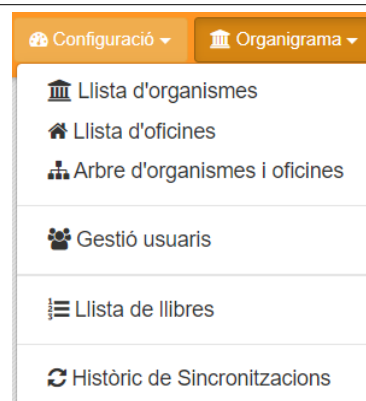 Configuració Organigrama
Llista d'organismes
Llista d'oficines
Arbre d'organismes i oficines
Gestió usuaris
Llista de llibres
Històric de Sincronitzacions